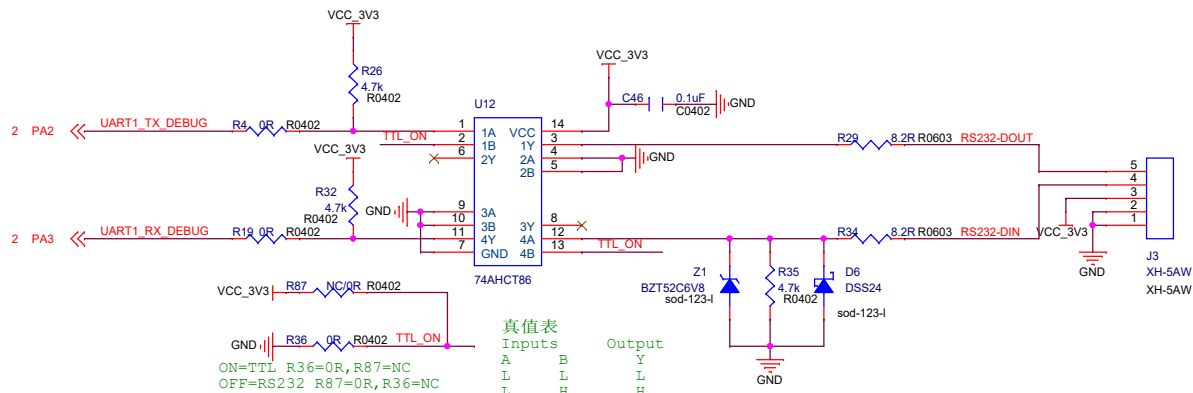 VCC_3V3
R26
4.7k
R0402
2 PA2
UART1_TX_DEBUG
R4 0R R0402
TTL_ON
VCC_3V3
R32
4.7k
R0402
GND
2 PA3
UART1_RX_DEBUG
R19 0R R0402
U12
1 1A VCC 14
2 1B 1Y 3
6 2Y 2A 4
2B 5
9 3A
10 3B 3Y 8
11 4Y 4A 12
7 GND 4B 13
74AHCT86
VCC_3V3
C46 0.1uF
C0402
GND
GND
TTL_ON
R29 8.2R R0603 RS232-DOUT
R34 8.2R R0603 RS232-DIN
Z1
BZT52C6V8
sod-123-l
R35
4.7k
R0402
D6
DSS24
sod-123-l
GND
5
4
3
2
1
VCC_3V3
GND
J3
XH-5AW
XH-5AW
VCC_3V3
R87 NC/0R R0402
GND
R36 0R R0402 TTL_ON
ON=TTL R36=0R,R87=NC
OFF=RS232 R87=0R,R36=NC
真值表
Inputs Output
A B Y
L L L
L H H